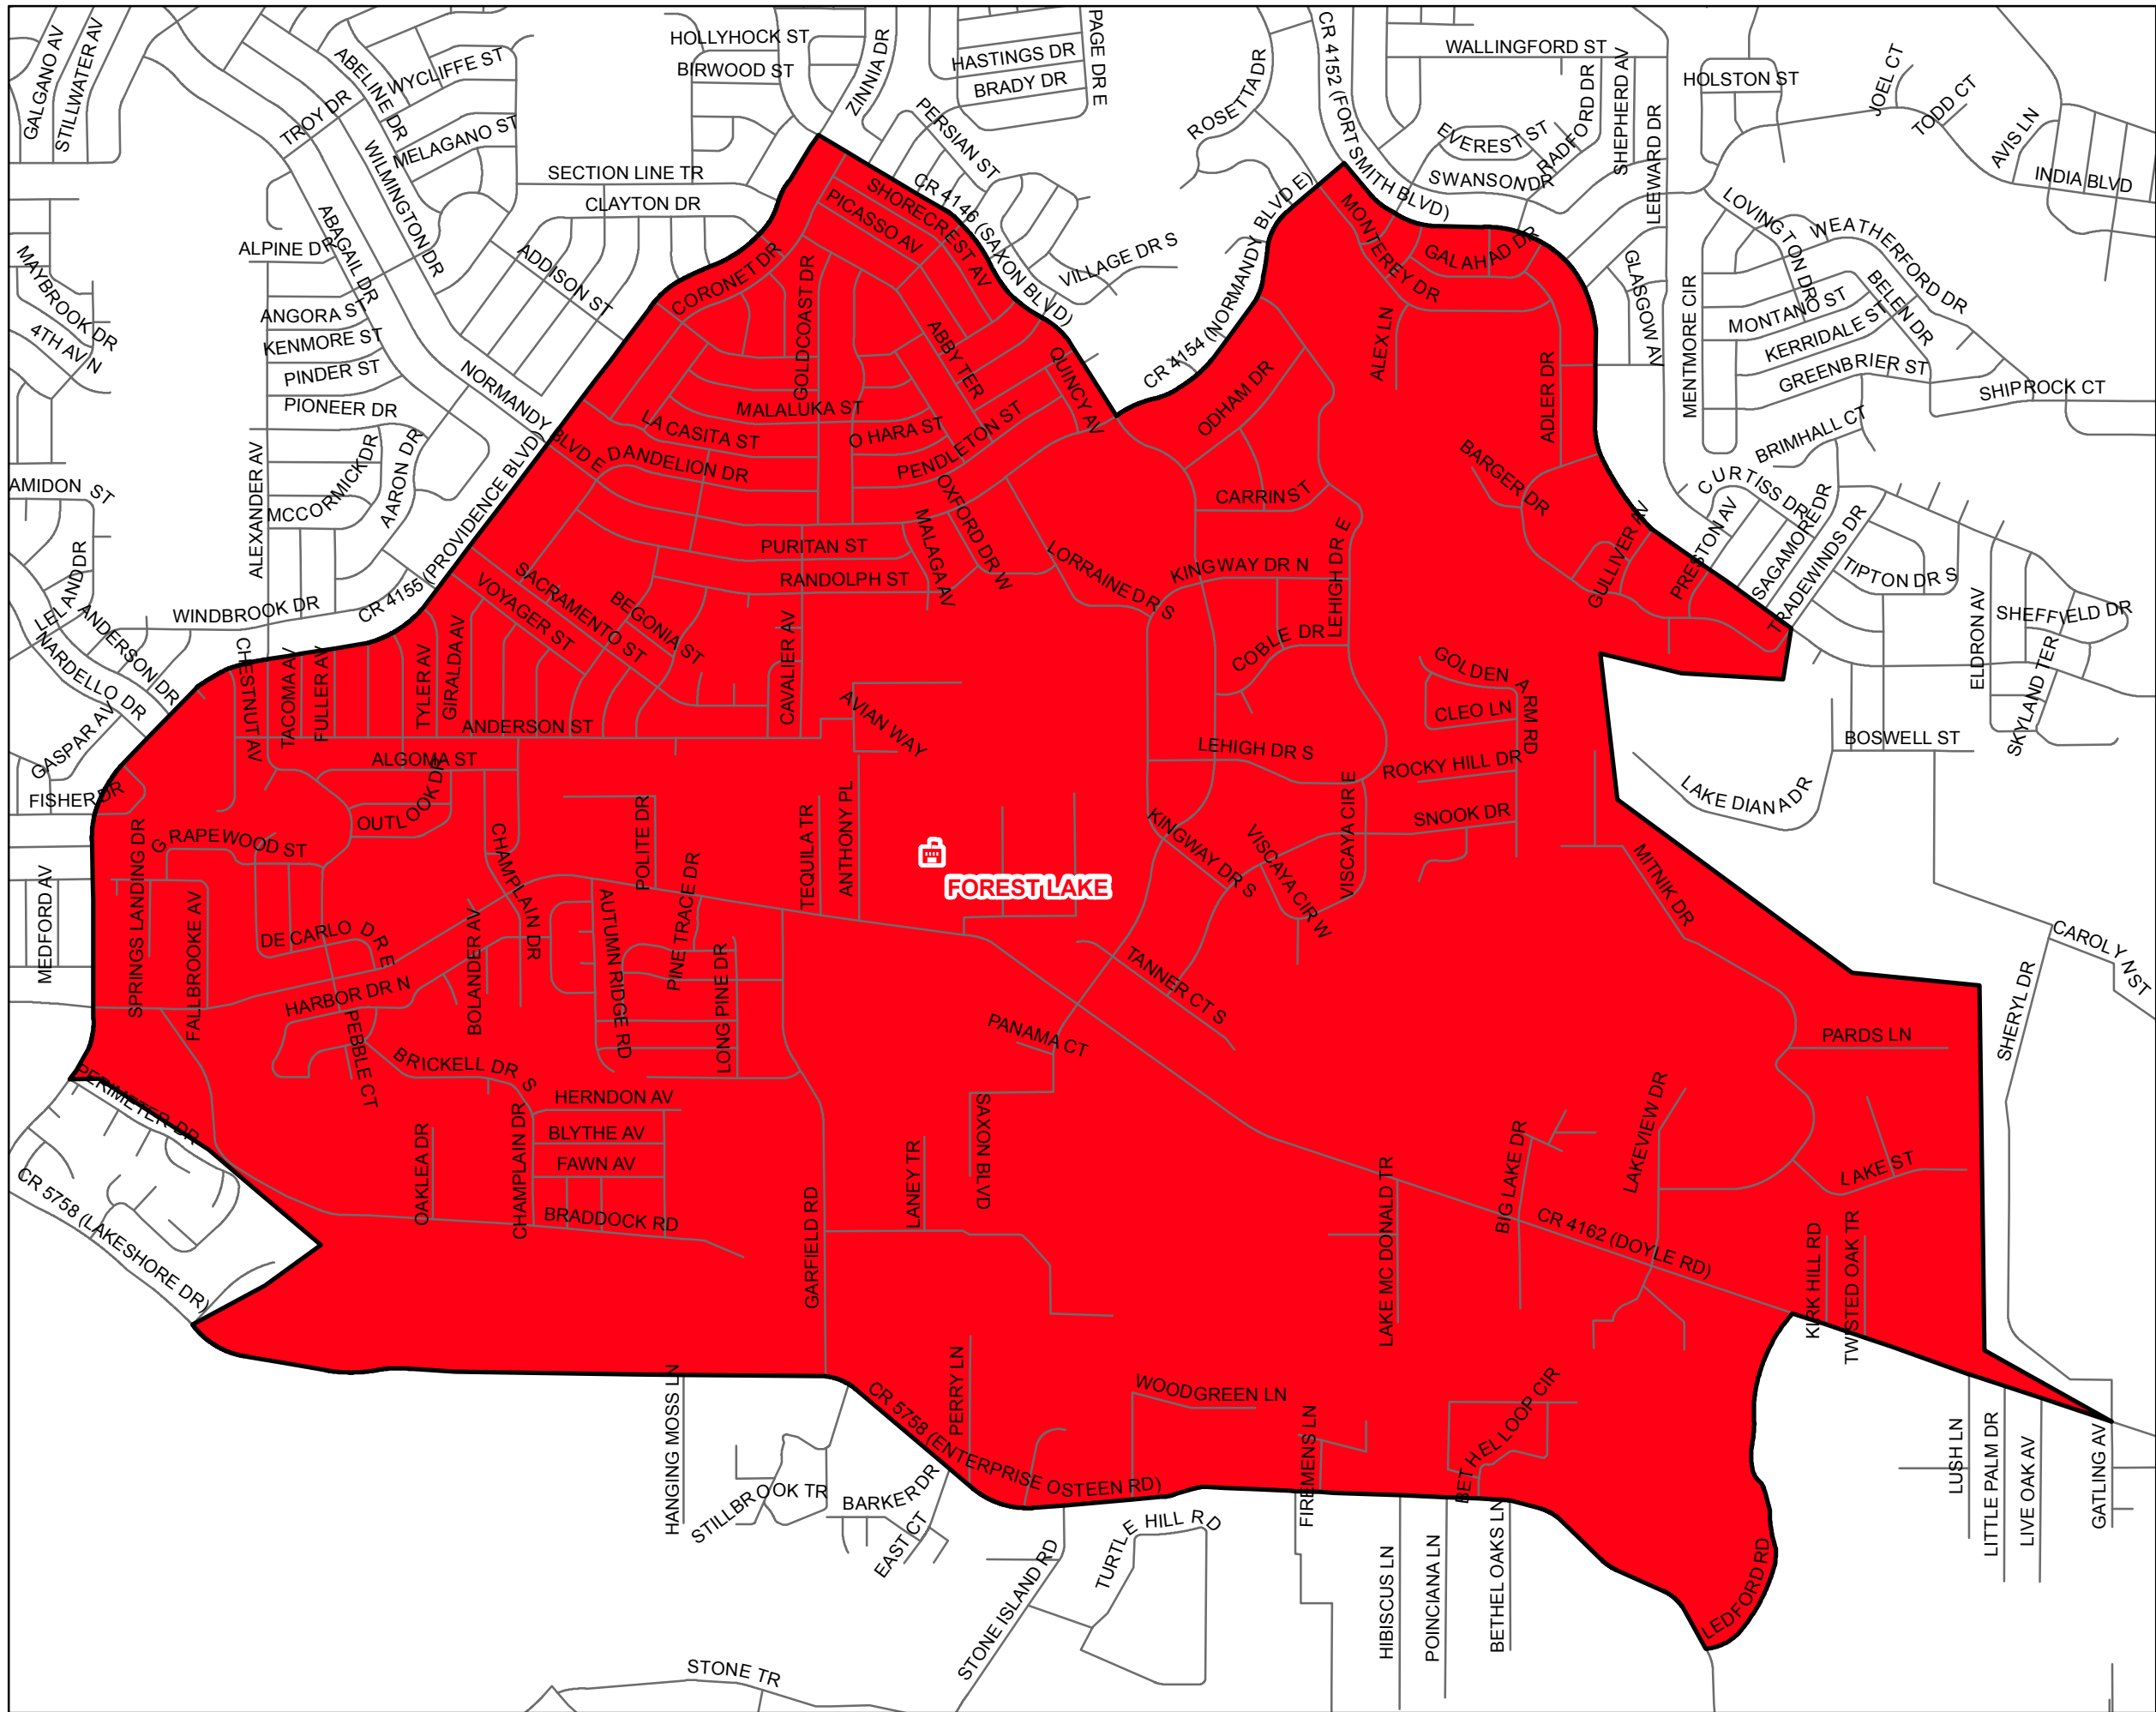 GALGANO AV
STILLWATER AV
ABELINE DR
WYCLIFFE ST
TROY DR
MELAGANO ST
WILMINGTON DR
HOLLYHOCK ST
BIRWOOD ST
ZINNIA DR
HASTINGS DR
BRADY DR
PAGE DR E
PERSIAN ST
ROSETTA DR
CR 4152 (FORT SMITH BLVD)
WALLINGFORD ST
RADFORD DR
SHEPHERD AV
EVEREST ST
SWANSON DR
LEEWARD DR
HOLSTON ST
JOEL CT
TODD CT
AVIS LN
INDIA BLVD
SECTION LINE TR
CLAYTON DR
ADDISON ST
ABAGAIL DR
ALPINE DR
MAYBROOK DR
4TH AV N
ANGORA ST
KENMORE ST
PINDER ST
PIONEER DR
SHORECREST AV
PICASSO AV
CR 4146 (SAXON BLVD)
VILLAGE DR S
CR 4154 (NORMANDY BLVD E)
MONTEREY DR
GALAHAD DR
LOVINGTON DR
WEATHERFORD DR
BELEN DR
MONTANO ST
KERRIDALE ST
GREENBRIER ST
SHIPROCK CT
GLASGOW AV
MENTMORE CIR
BRIMHALL CT
CORONET DR
GOLDCOAST DR
ABBY TER
QUINCY AV
ALEX LN
ODHAM DR
ADLER DR
BARGER DR
NORMANDY BLVD E
MALALUKA ST
LA CASITA ST
O HARA ST
DANDELION DR
PENDLETON ST
ALEXANDER AV
MCCORMICK DR
AARON DR
CR 4155 (PROVIDENCE BLVD)
AMIDON ST
LELAND DR
ANDERSON DR
NARDELLO DR
GASPAR AV
FISHER DR
WINDBROOK DR
OXFORD DR W
MALAGA AV
PURITAN ST
RANDOLPH ST
LORRAINE DR S
CARRIN ST
KINGWAY DR N
LEHIGH DR E
COBLE DR
GULLIVER AV
PRESTON AV
CURTISS DR
SAGAMORE DR
TRADEWINDS DR
TIPTON DR S
ELDRON AV
SHEFFIELD DR
SKYLAND TER
BOSWELL ST
LAKE DIANA DR
SACRAMENTO ST
VOYAGER ST
BEGONIA ST
CAVALIER AV
CHESTNUT AV
TACOMA AV
FULLER AV
TYLER AV
GIRALDA AV
ANDERSON ST
ALGOMA ST
AVIAN WAY
GOLDEN ARM RD
CLEO LN
LEHIGH DR S
ROCKY HILL DR
SNOOK DR
OUTLOOK DR
GRAPEWOOD ST
SPRINGS LANDING DR
CHAMPLAIN DR
POLITE DR
TEQUILA TR
ANTHONY PL
FOREST LAKE
KINGWAY DR S
VISCAYA CIR W
VISCAYA CIR E
MITNIK DR
MEDFORD AV
FALLBROOKE AV
DE CARLO DR E
BOLANDER AV
AUTUMN RIDGE RD
PINE TRACE DR
LONG PINE DR
HARBOR DR N
PEBBLE CT
BRICKELL DR S
TANNER CT S
PANAMA CT
CAROLYN ST
SHERYL DR
PARDS LN
PERIMETER DR
CR 5758 (LAKESHORE DR)
HERNDON AV
BLYTHE AV
FAWN AV
BRADDOCK RD
OAKLEA DR
CHAMPLAIN DR
GARFIELD RD
LANEY TR
SAXON BLVD
LAKE MC DONALD TR
BIG LAKE DR
LAKEVIEW DR
LAKE ST
CR 4162 (DOYLE RD)
KIRK HILL RD
TWISTED OAK TR
HANGING MOSS LN
CR 5758 (ENTERPRISE OSTEEN RD)
PERRY LN
WOODGREEN LN
FIREMENS LN
BETHEL LOOP CIR
STILLBROOK TR
BARKER DR
EAST CT
STONE ISLAND RD
TURTLE HILL RD
HIBISCUS LN
POINCIANA LN
BETHEL OAKS LN
LEDFORD RD
LUSH LN
LITTLE PALM DR
LIVE OAK AV
GATLING AV
STONE TR